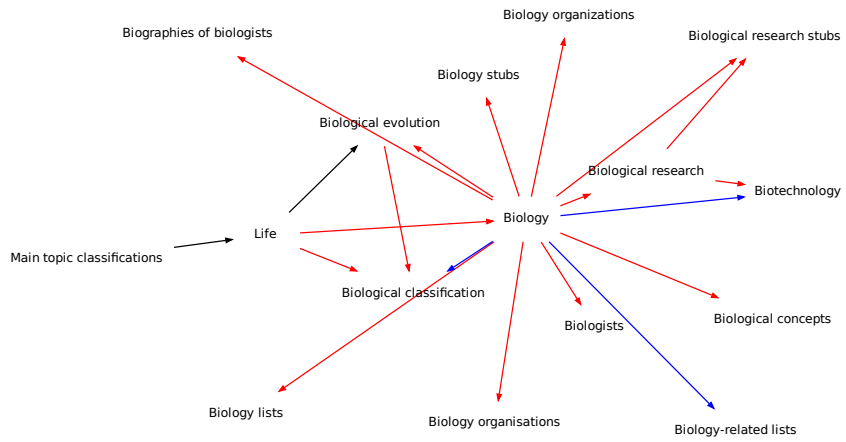 Biology organizations
Biographies of biologists
Biological research stubs
Biology stubs
Biological evolution
Biological research
Biotechnology
Biology
Life
Main topic classifications
Biological classification
Biological concepts
Biologists
Biology lists
Biology organisations
Biology-related lists